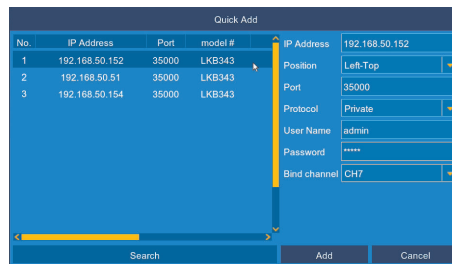 Quick Add
No. IP Address Port model #
1 192.168.50.152 35000 LKB343
2 192.168.50.51 35000 LKB343
3 192.168.50.154 35000 LKB343
IP Address 192.168.50.152
Position Left-Top
Port 35000
Protocol Private
User Name admin
Password *****
Bind channel CH7
Search Add Cancel